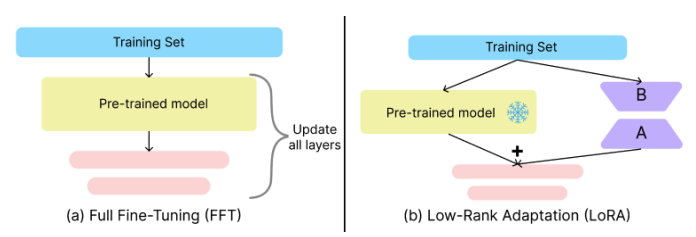 Training Set
Pre-trained model
Update
all layers
(a) Full Fine-Tuning (FFT)
Training Set
B
Pre-trained model
A
+
(b) Low-Rank Adaptation (LoRA)